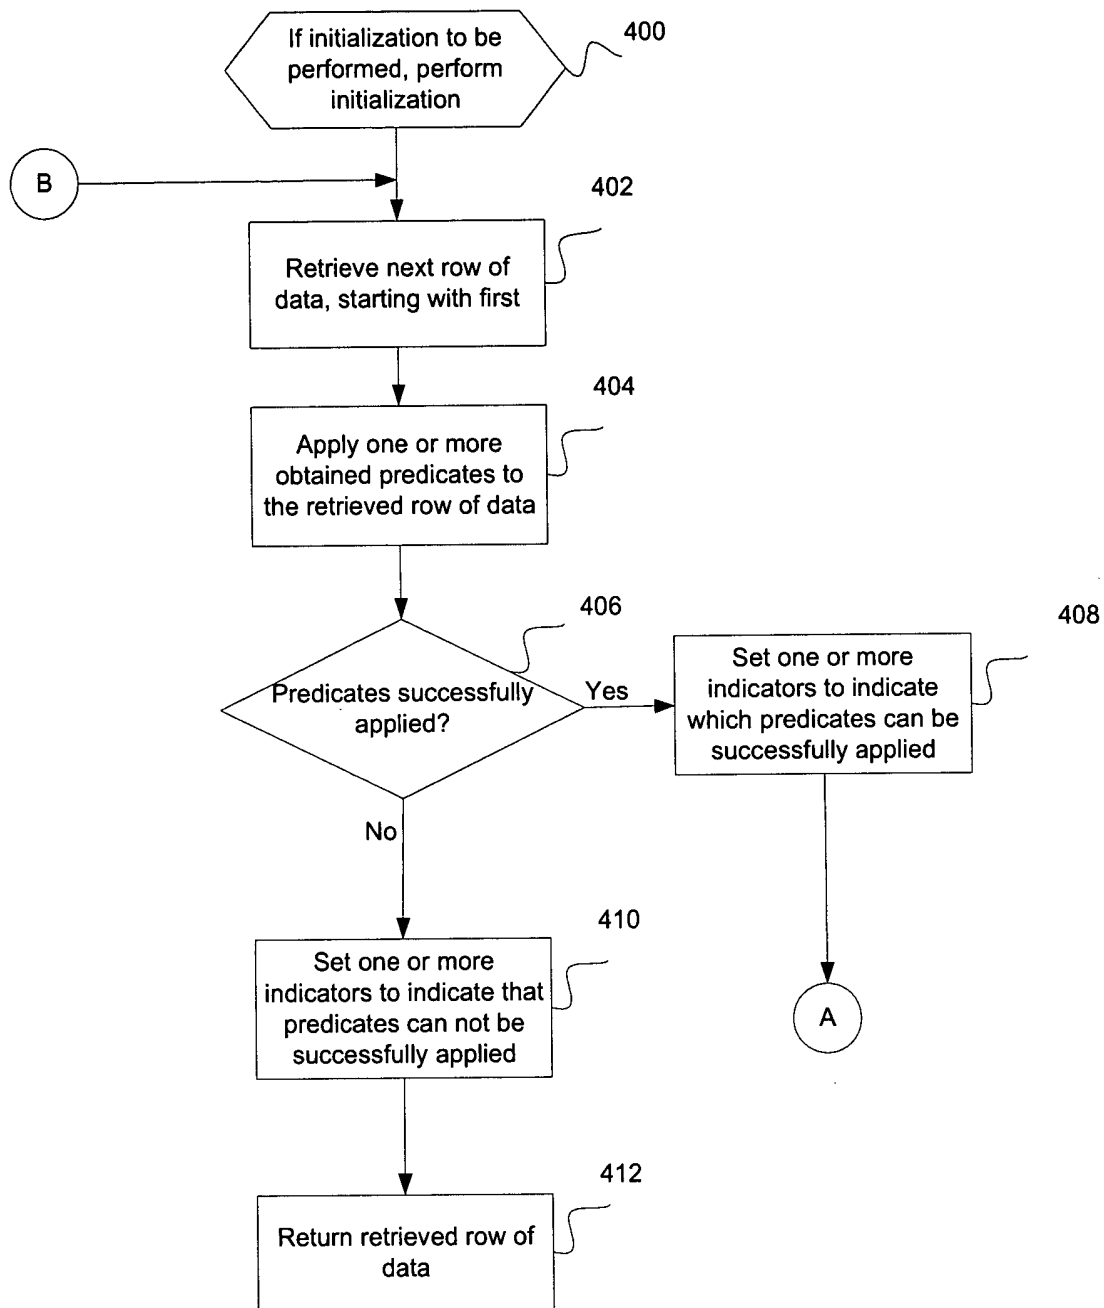 If initialization to be
performed, perform
initialization
400
B
402
Retrieve next row of
data, starting with first
404
Apply one or more
obtained predicates to
the retrieved row of data
406
Predicates successfully
applied?
Yes
408
Set one or more
indicators to indicate
which predicates can be
successfully applied
No
A
410
Set one or more
indicators to indicate that
predicates can not be
successfully applied
412
Return retrieved row of
data